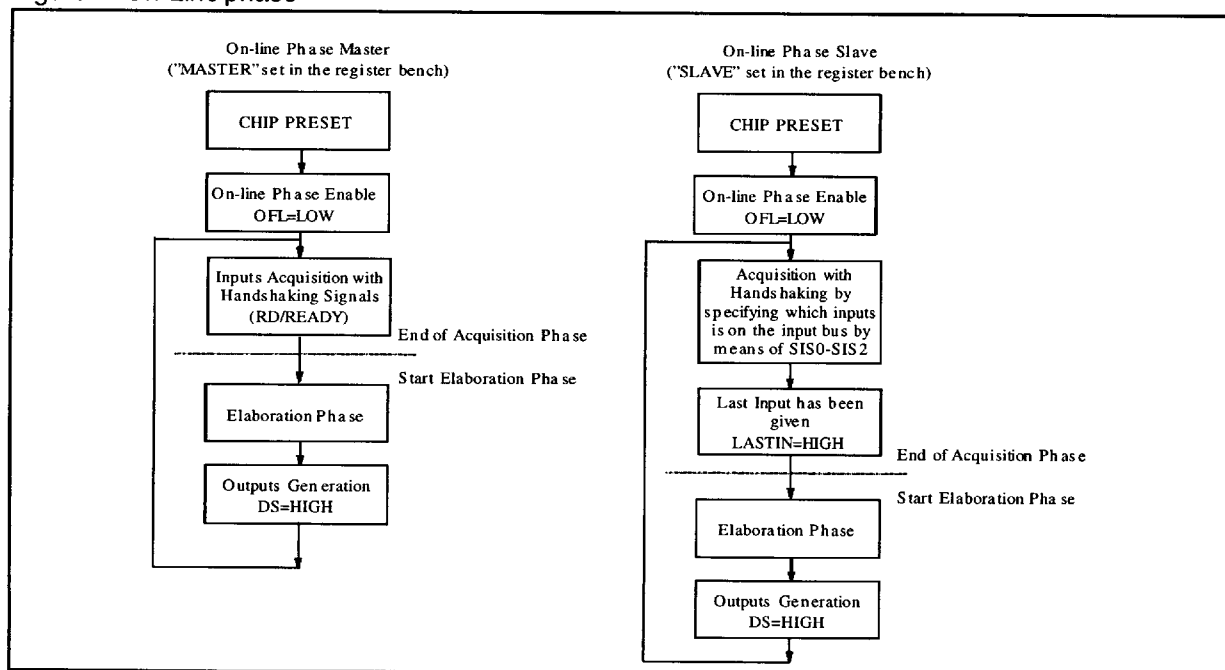 On-line Phase Master
("MASTER" set in the register bench)
CHIP PRESET
On-line Phase Enable
OFL=LOW
Inputs Acquisition with
Handshaking Signals
(RD/READY)
End of Acquisition Phase
Start Elaboration Phase
Elaboration Phase
Outputs Generation
DS=HIGH
On-line Phase Slave
("SLAVE" set in the register bench)
CHIP PRESET
On-line Phase Enable
OFL=LOW
Acquisition with
Handshaking by
specifying which inputs
is on the input bus by
means of SIS0-SIS2
Last Input has been
given
LASTIN=HIGH
End of Acquisition Phase
Start Elaboration Phase
Elaboration Phase
Outputs Generation
DS=HIGH